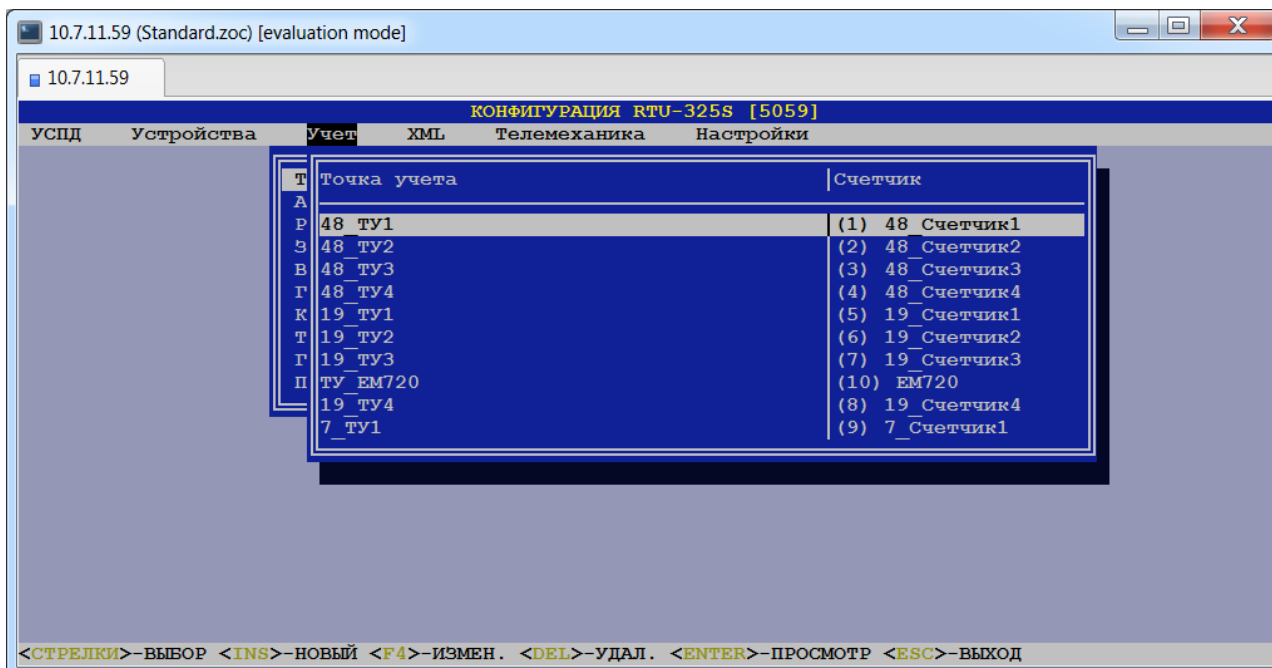 10.7.11.59 (Standard.zoc) [evaluation mode]
10.7.11.59
КОНФИГУРАЦИЯ RTU-325S [5059]
УСПД Устройства Учет XML Телемеханика Настройки
Т Точка учета Счетчик
А
Р 48_ТУ1 (1) 48_Счетчик1
З 48_ТУ2 (2) 48_Счетчик2
В 48_ТУ3 (3) 48_Счетчик3
Г 48_ТУ4 (4) 48_Счетчик4
К 19_ТУ1 (5) 19_Счетчик1
Т 19_ТУ2 (6) 19_Счетчик2
Г 19_ТУ3 (7) 19_Счетчик3
П ТУ_ЕМ720 (10) ЕМ720
19_ТУ4 (8) 19_Счетчик4
7_ТУ1 (9) 7_Счетчик1
<СТРЕЛКИ>-ВЫБОР <INS>-НОВЫЙ <F4>-ИЗМЕН. <DEL>-УДАЛ. <ENTER>-ПРОСМОТР <ESC>-ВЫХОД